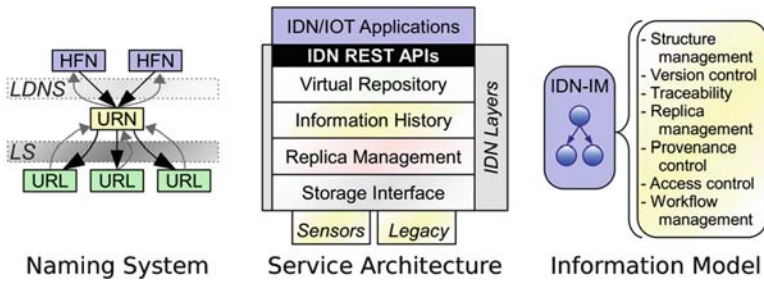 HFN HFN
LDNS
URN
LS
URL URL URL
Naming System
IDN/IOT Applications
IDN REST APIs
Virtual Repository
Information History
Replica Management
Storage Interface
IDN Layers
Sensors Legacy
Service Architecture
IDN-IM
- Structure
management
- Version control
- Traceability
- Replica
management
- Provenance
control
- Access control
- Workflow
management
Information Model